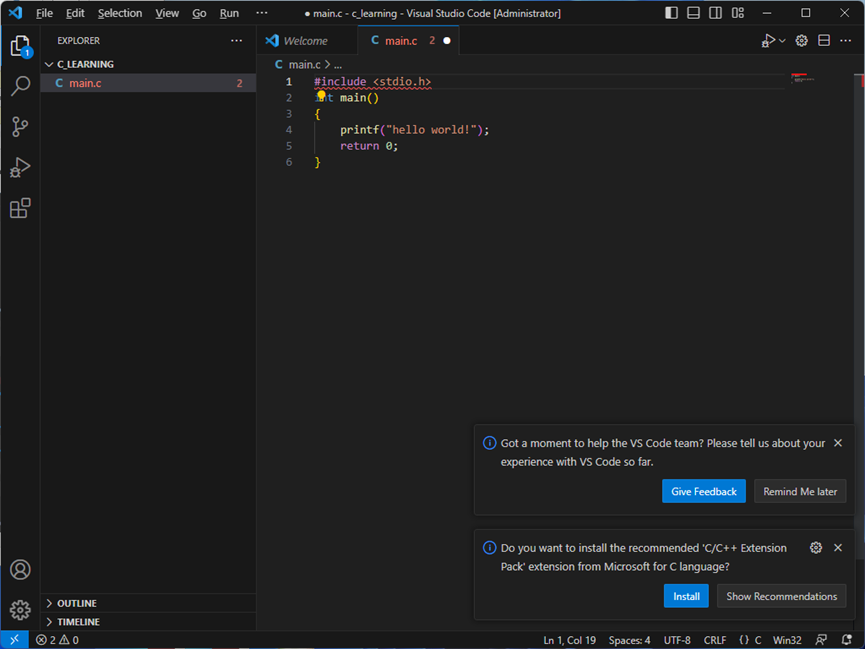 File Edit Selection View Go Run ··· ● main.c - c_learning - Visual Studio Code [Administrator]
EXPLORER ···
C_LEARNING
C main.c 2
1
Welcome C main.c 2 ●
C main.c > ...
1 #include <stdio.h>
2 int main()
3 {
4 printf("hello world!");
5 return 0;
6 }
Got a moment to help the VS Code team? Please tell us about your
experience with VS Code so far.
Give Feedback Remind Me later
Do you want to install the recommended 'C/C++ Extension
Pack' extension from Microsoft for C language?
Install Show Recommendations
OUTLINE
TIMELINE
2 0 Ln 1, Col 19 Spaces: 4 UTF-8 CRLF {} C Win32